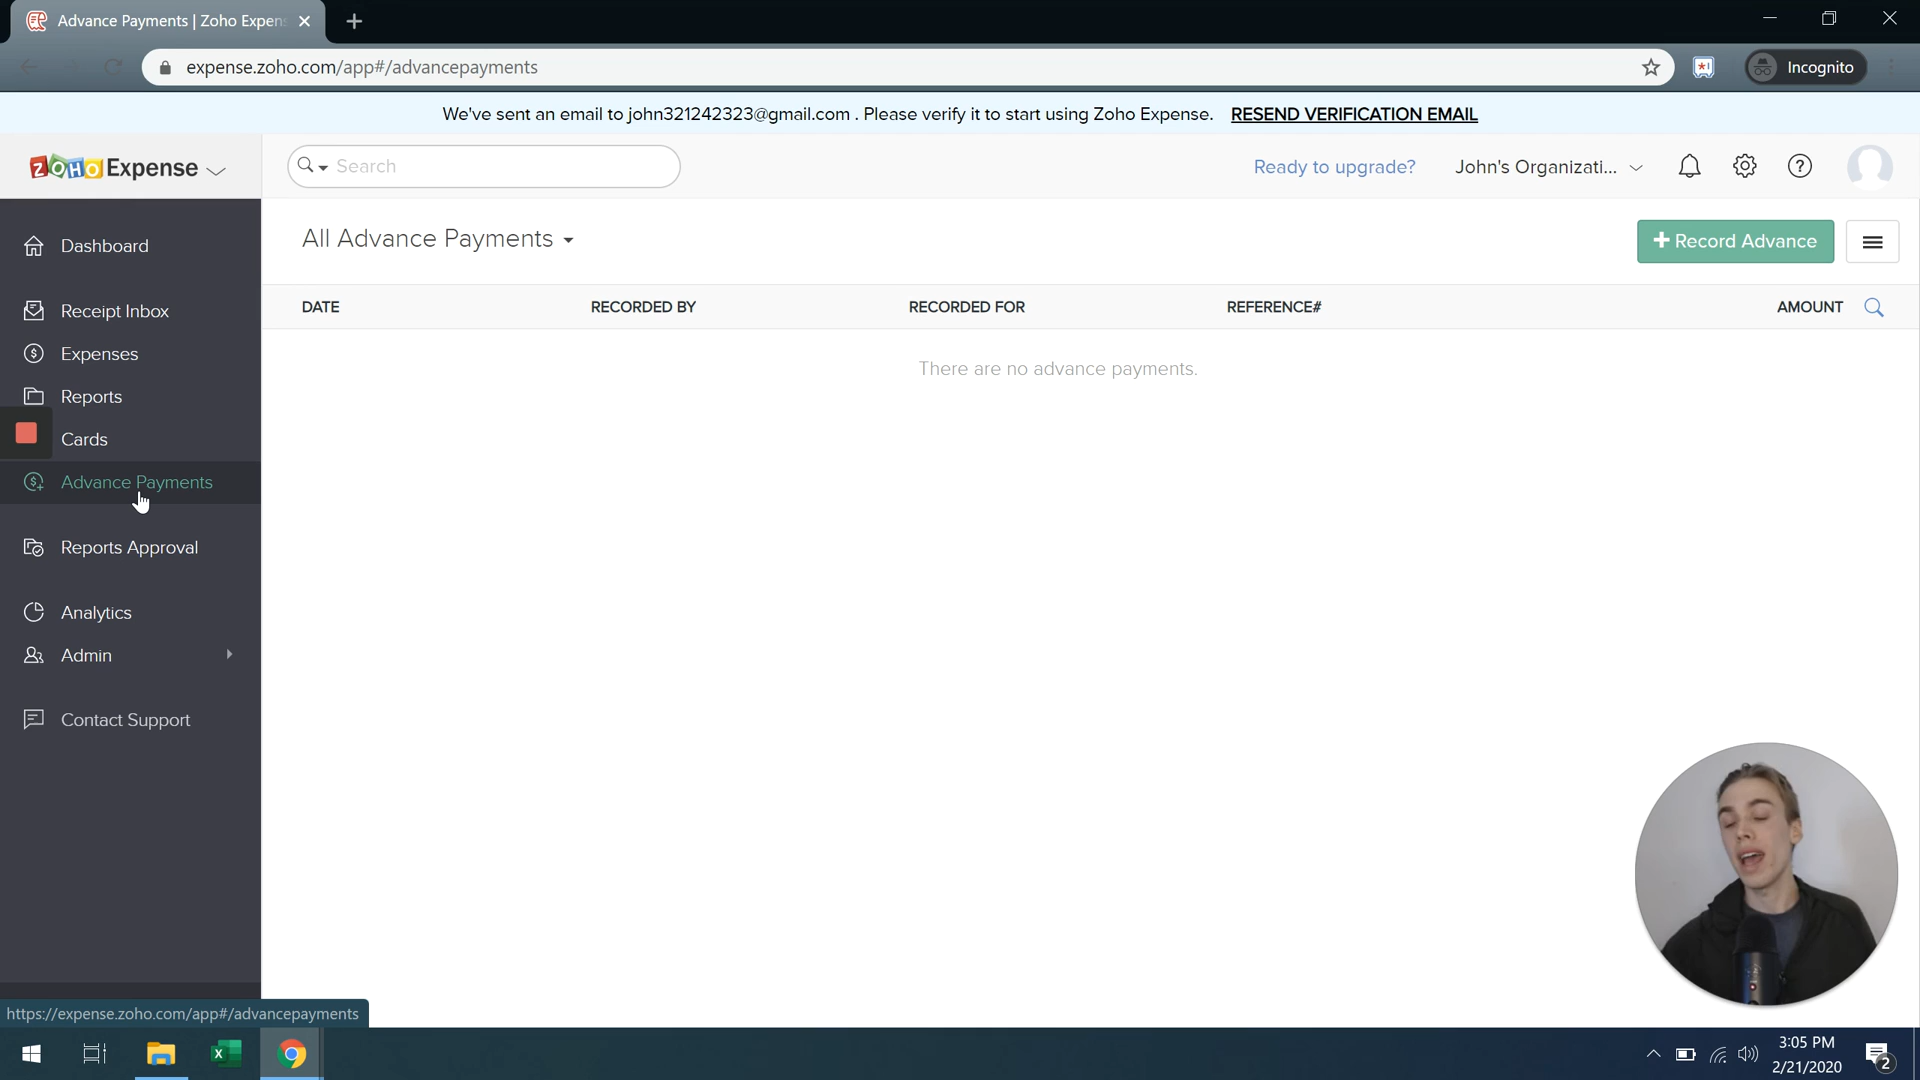 Advance Payments | Zoho Expens
expense.zoho.com/app#/advancepayments
Incognito
We've sent an email to john321242323@gmail.com . Please verify it to start using Zoho Expense. RESEND VERIFICATION EMAIL
ZOHO Expense
Search
Ready to upgrade?
John's Organizati...
Dashboard
Receipt Inbox
Expenses
Reports
Cards
Advance Payments
Reports Approval
Analytics
Admin
Contact Support
All Advance Payments
+ Record Advance
DATE RECORDED BY RECORDED FOR REFERENCE# AMOUNT
There are no advance payments.
https://expense.zoho.com/app#/advancepayments
3:05 PM
2/21/2020
2